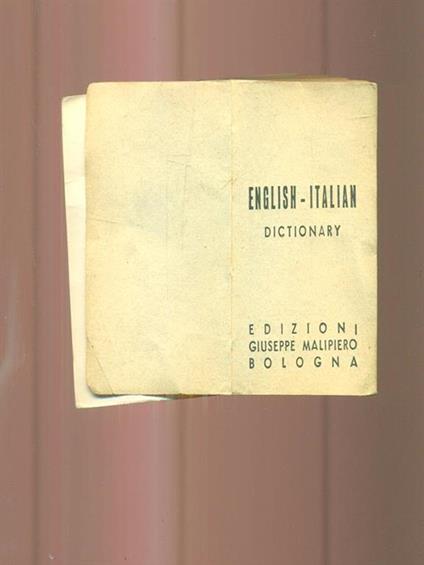 ENGLISH - ITALIAN
DICTIONARY
EDIZIONI
GIUSEPPE MALIPIERO
BOLOGNA